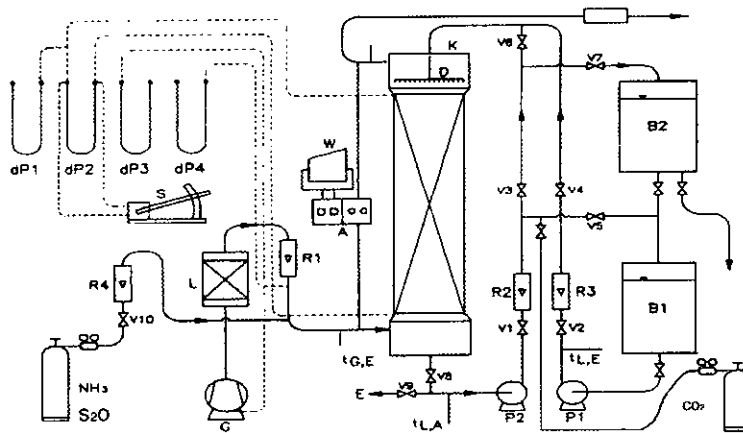 K
V6
V7
D
B2
W
dP1
dP2
dP3
dP4
S
V3
V4
A
V5
R1
R4
L
R2
R3
B1
V10
V1
V2
tG,E
tL,E
NH3
S2O
G
E
V9
V8
P2
P1
tL,A
CO2